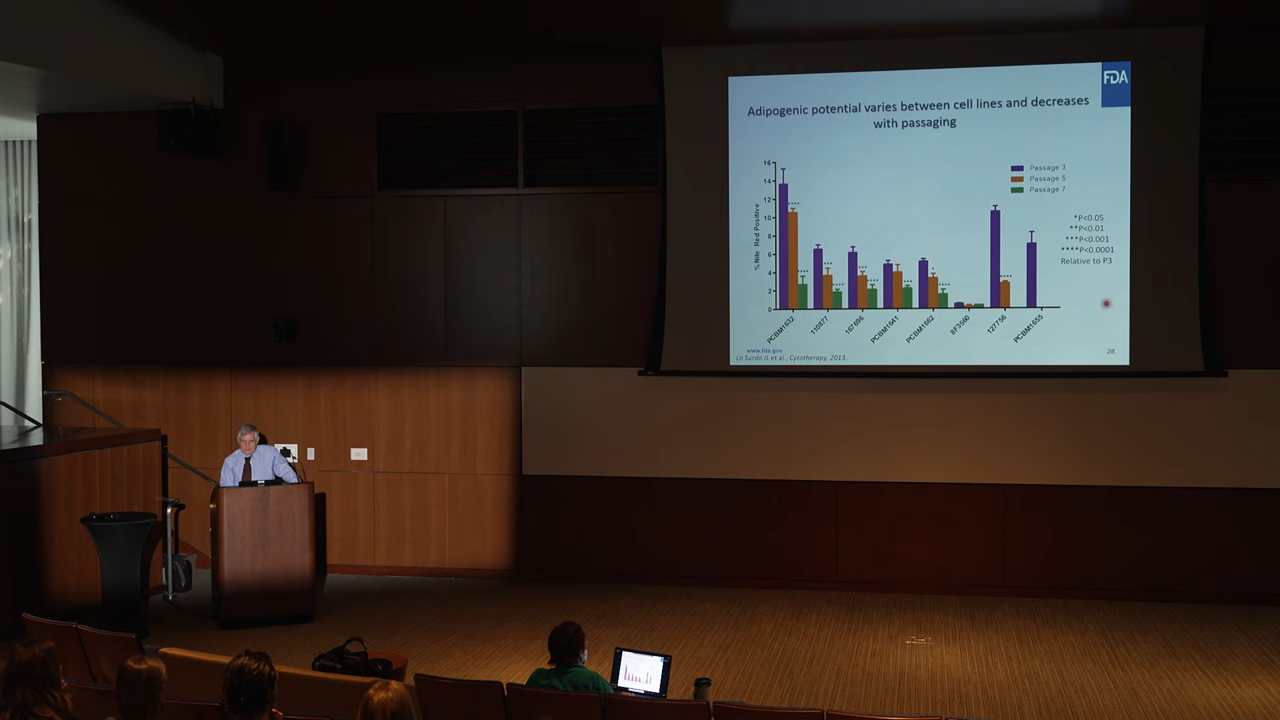 FDA
Adipogenic potential varies between cell lines and decreases
with passaging
16
14
12
10
8
6
4
2
0
% Nile Red Positive
Passage 3
Passage 5
Passage 7
*P<0.05
**P<0.01
***P<0.001
****P<0.0001
Relative to P3
****
****
***
****
***
****
****
*
****
****
PCBM1632
110877
167696
PCBM1641
PCBM1662
8F3560
127756
PCBM1655
www.fda.gov
Lo Surdo JL et al., Cytotherapy, 2013.
28